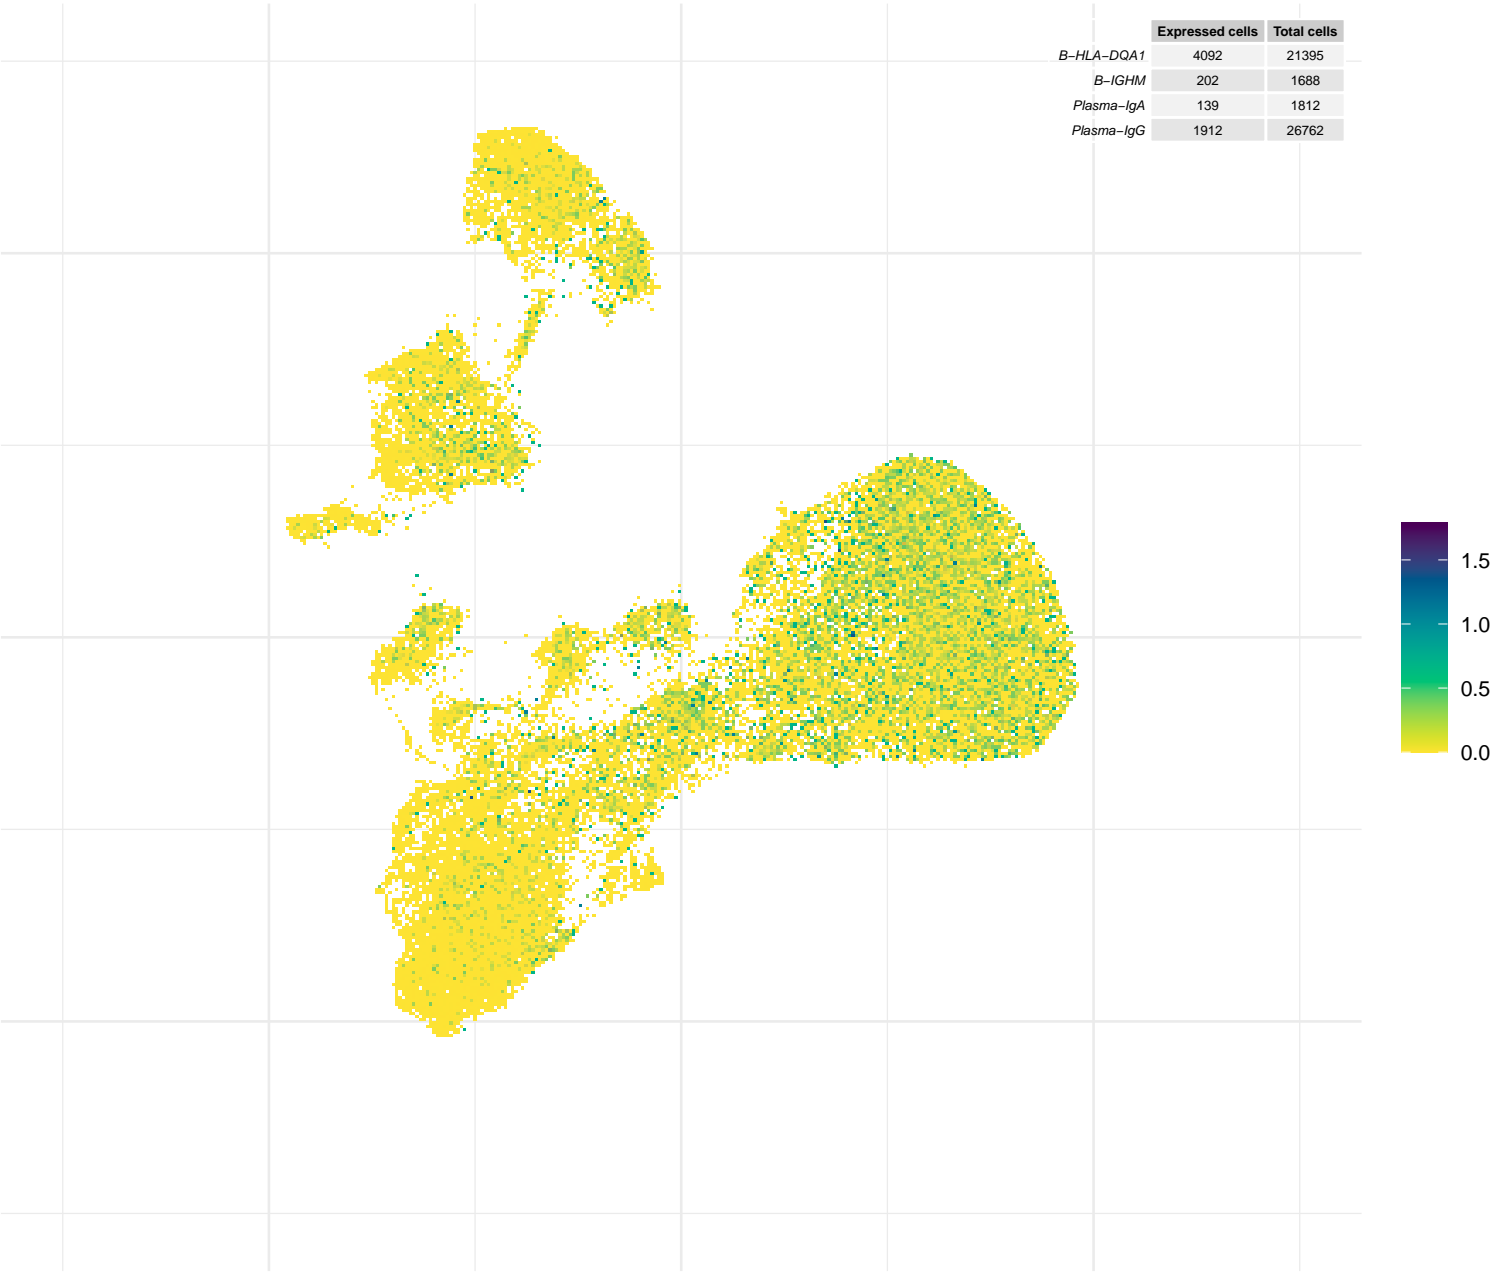 Expressed cells Total cells
B−HLA−DQA1 4092 21395
B−IGHM 202 1688
Plasma−IgA 139 1812
Plasma−IgG 1912 26762
1.5
1.0
0.5
0.0